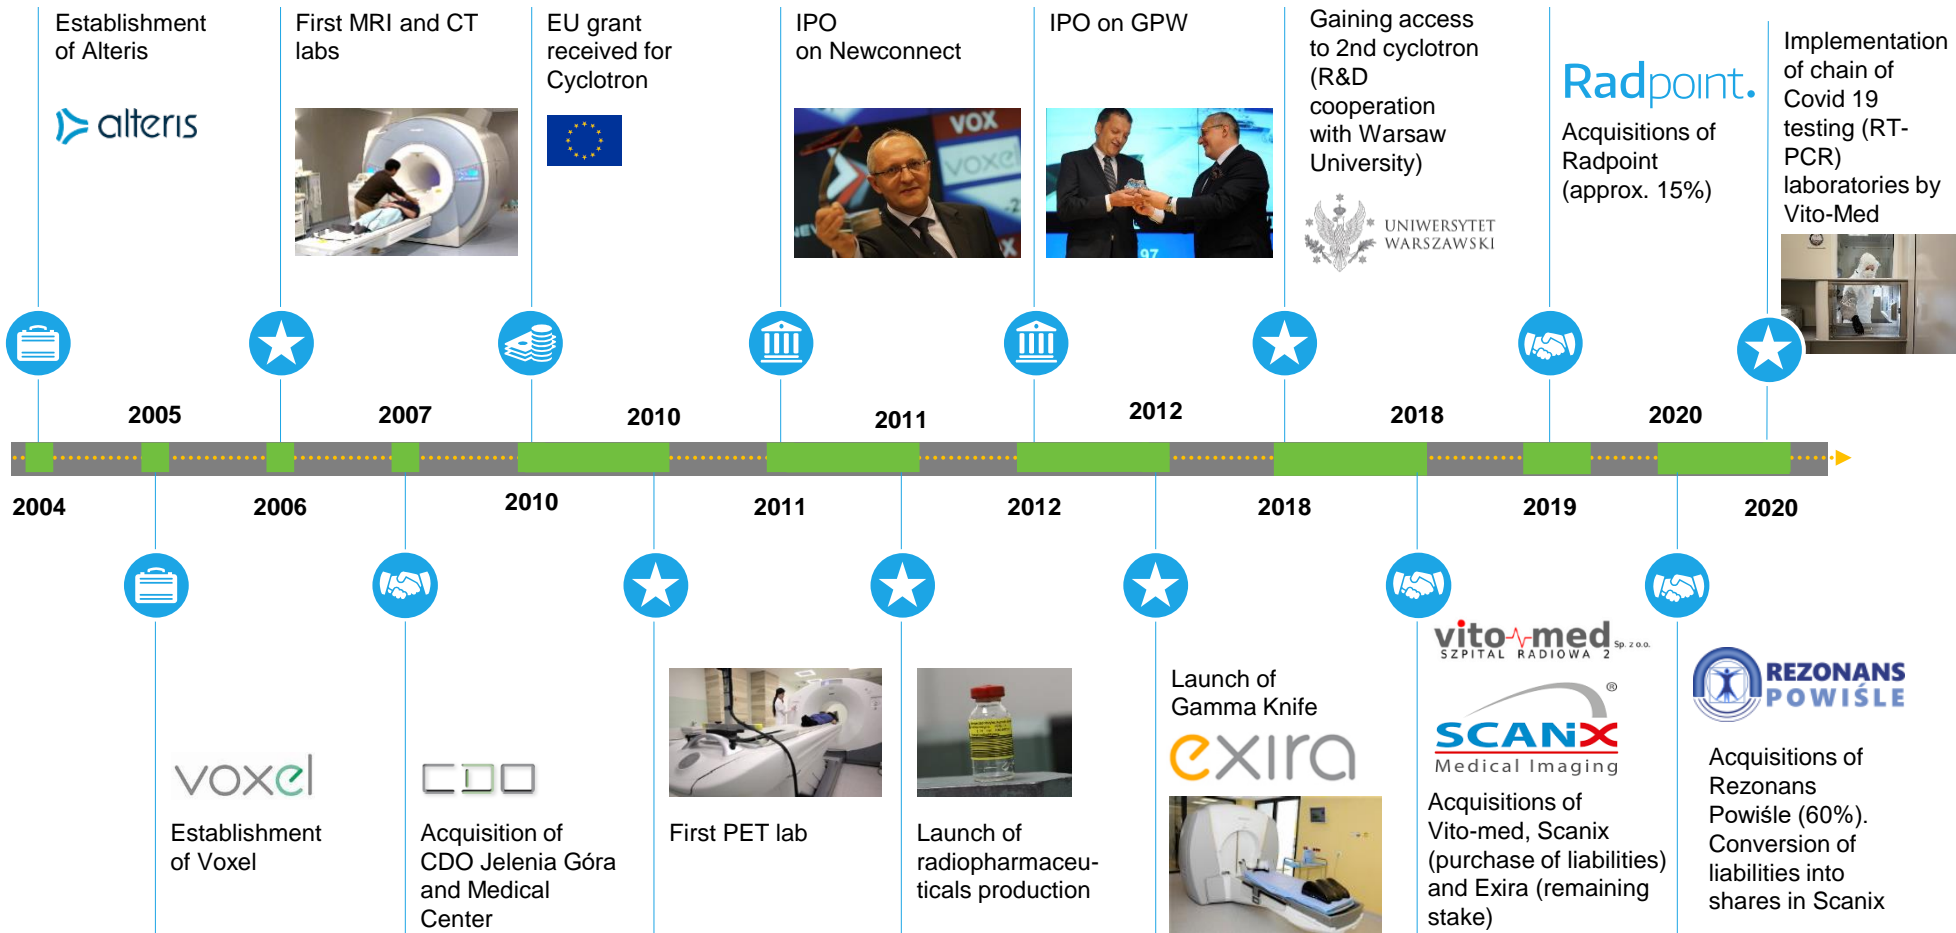 Establishment
of Alteris
alteris
First MRI and CT
labs
EU grant
received for
Cyclotron
IPO
on Newconnect
VOX
voxel
IPO on GPW
97
Gaining access
to 2nd cyclotron
(R&D
cooperation
with Warsaw
University)
UNIWERSYTET
WARSZAWSKI
Radpoint.
Acquisitions of
Radpoint
(approx. 15%)
Implementation
of chain of
Covid 19
testing (RT-
PCR)
laboratories by
Vito-Med
2005
2007
2010
2011
2012
2018
2020
2004
2006
2010
2011
2012
2018
2019
2020
voxel
Establishment
of Voxel
CDO
Acquisition of
CDO Jelenia Góra
and Medical
Center
First PET lab
Launch of
radiopharmaceu-
ticals production
Launch of
Gamma Knife
exira
vito med Sp. z o.o.
SZPITAL RADIOWA 2
SCANiX ®
Medical Imaging
Acquisitions of
Vito-med, Scanix
(purchase of liabilities)
and Exira (remaining
stake)
REZONANS
POWIŚLE
Acquisitions of
Rezonans
Powiśle (60%).
Conversion of
liabilities into
shares in Scanix